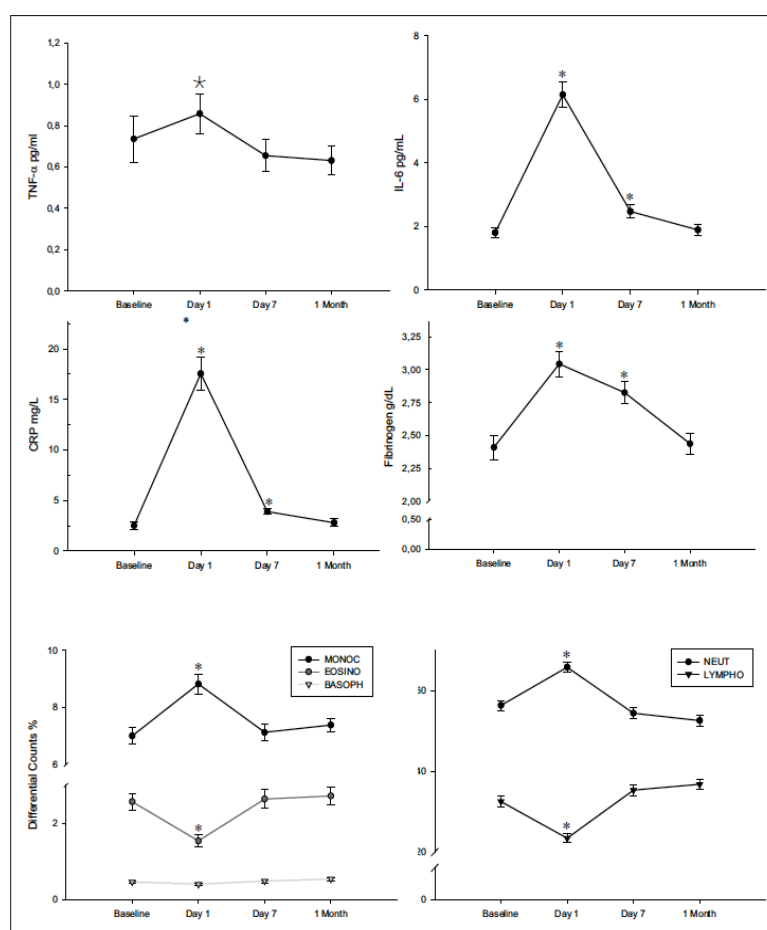 TNF-α pg/ml
1,2
1,0
0,8
0,6
0,4
0,2
0,0
*
Baseline Day 1 Day 7 1 Month
IL-6 pg/mL
8
6
4
2
0
*
*
Baseline Day 1 Day 7 1 Month
*
CRP mg/L
20
15
10
5
0
*
*
Baseline Day 1 Day 7 1 Month
Fibrinogen g/dL
3,25
3,00
2,75
2,50
2,25
2,00
0,50
0,00
*
*
Baseline Day 1 Day 7 1 Month
Differential Counts %
10
8
6
2
0
*
*
MONOC
EOSINO
BASOPH
Baseline Day 1 Day 7 1 Month
60
40
20
0
*
*
NEUT
LYMPHO
Baseline Day 1 Day 7 1 Month